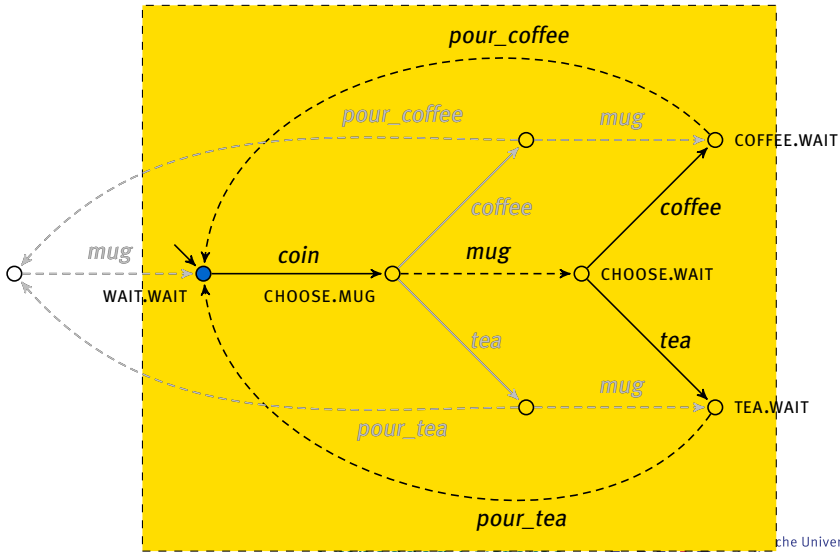 pour_coffee
pour_coffee
mug
COFFEE.WAIT
coffee
coffee
mug
coin
mug
CHOOSE.WAIT
WAIT.WAIT
CHOOSE.MUG
tea
tea
mug
TEA.WAIT
pour_tea
pour_tea
che Univer